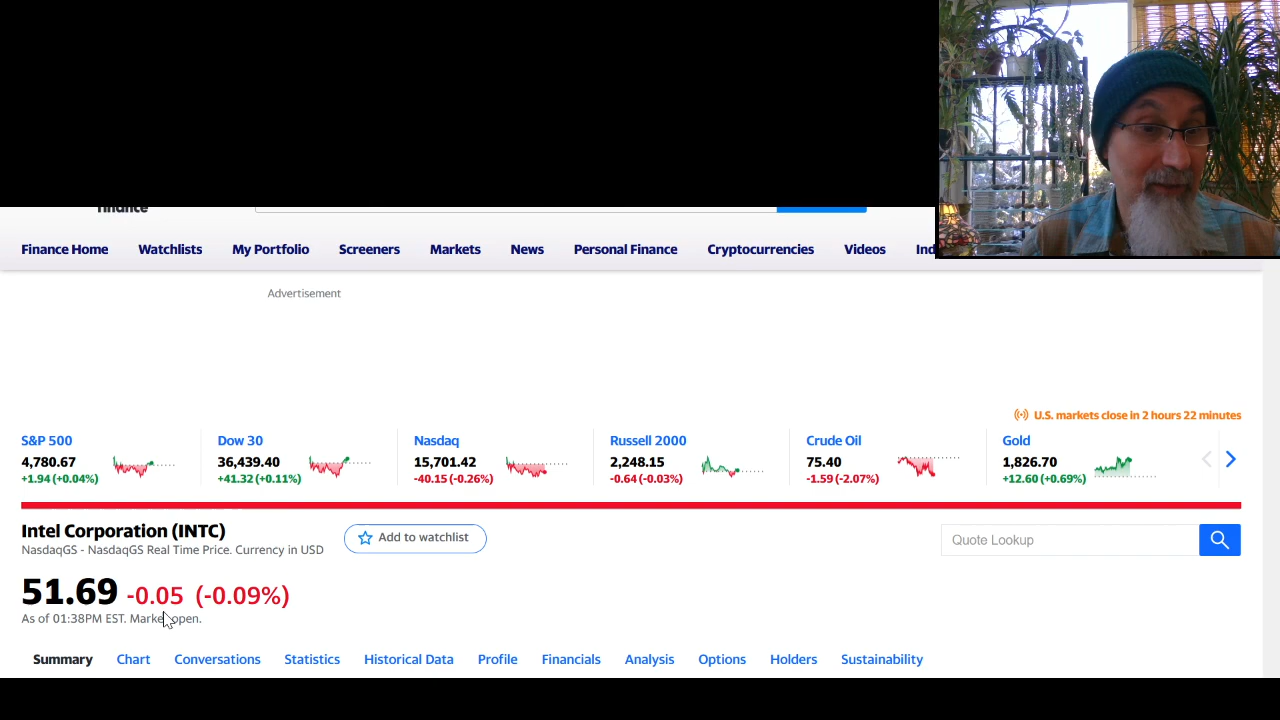 Finance
Finance Home Watchlists My Portfolio Screeners Markets News Personal Finance Cryptocurrencies Videos Ind
Advertisement
U.S. markets close in 2 hours 22 minutes
S&P 500 Dow 30 Nasdaq Russell 2000 Crude Oil Gold
4,780.67 36,439.40 15,701.42 2,248.15 75.40 1,826.70
+1.94 (+0.04%) +41.32 (+0.11%) -40.15 (-0.26%) -0.64 (-0.03%) -1.59 (-2.07%) +12.60 (+0.69%)
Intel Corporation (INTC) Add to watchlist Quote Lookup
NasdaqGS - NasdaqGS Real Time Price. Currency in USD
51.69 -0.05 (-0.09%)
As of 01:38PM EST. Market open.
Summary Chart Conversations Statistics Historical Data Profile Financials Analysis Options Holders Sustainability